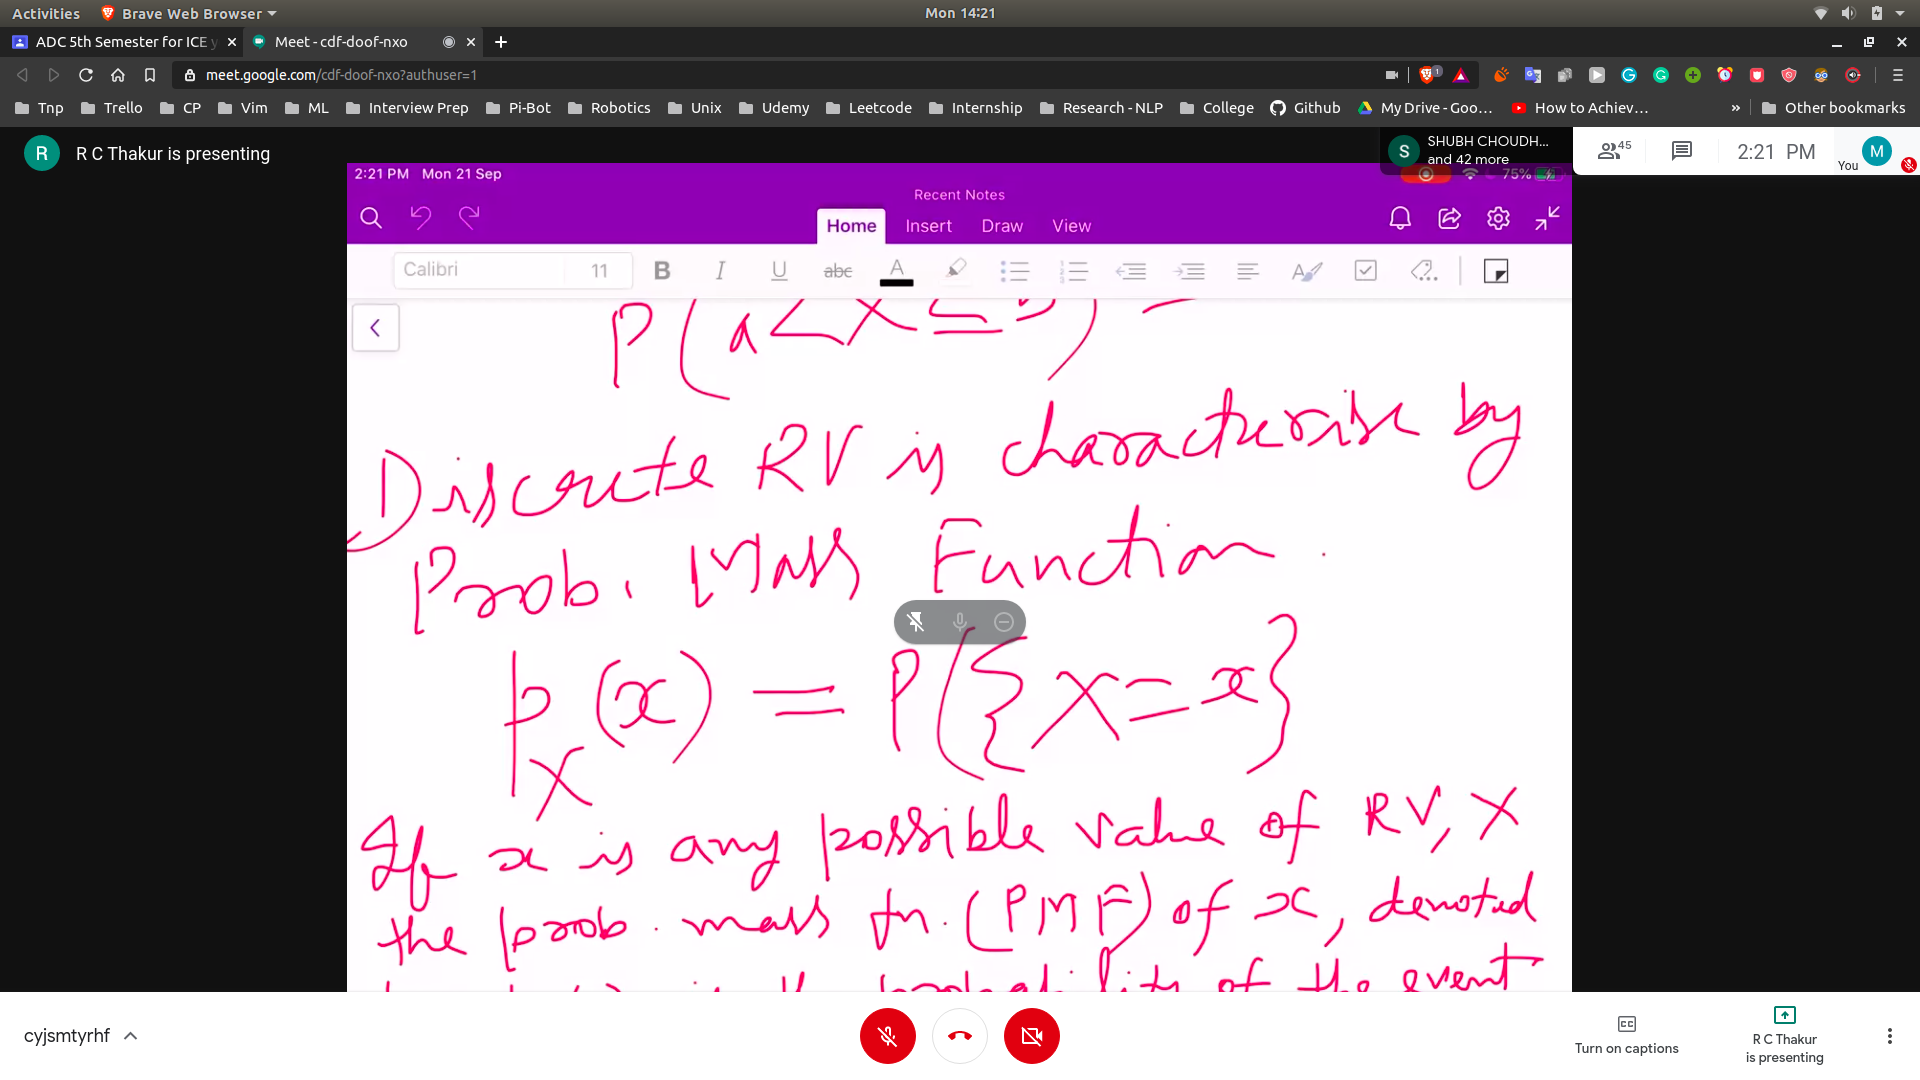 Activities Brave Web Browser Mon 14:21
ADC 5th Semester for ICE y Meet - cdf-doof-nxo
meet.google.com/cdf-doof-nxo?authuser=1 1
Tnp Trello CP Vim ML Interview Prep Pi-Bot Robotics Unix Udemy Leetcode Internship Research - NLP College Github My Drive - Goo... How to Achiev... » Other bookmarks
R R C Thakur is presenting
S SHUBH CHOUDH...
and 42 more
45 2:21 PM You M
2:21 PM Mon 21 Sep 75%
Recent Notes
Home Insert Draw View
Calibri 11 B I U abc A
P(a<X≤b) =
Discrete RV is characterise by
Prob. Mass Function.
p_X(x) = P({X=x}
If x is any possible value of RV, X
the prob. mass fn. (PMF) of x, denoted
is the probability of the event
cyjsmtyrhf
Turn on captions
R C Thakur
is presenting